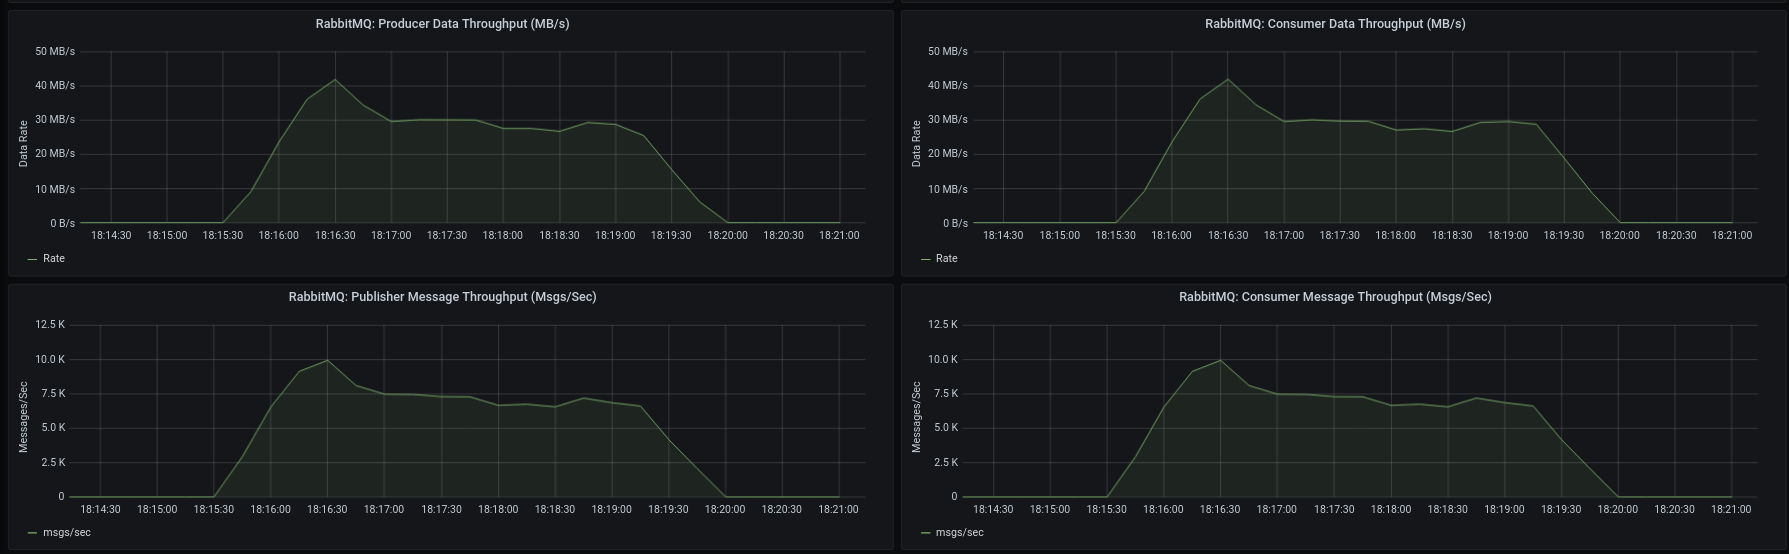 RabbitMQ: Producer Data Throughput (MB/s)
50 MB/s
40 MB/s
30 MB/s
20 MB/s
10 MB/s
0 B/s
Data Rate
18:14:30 18:15:00 18:15:30 18:16:00 18:16:30 18:17:00 18:17:30 18:18:00 18:18:30 18:19:00 18:19:30 18:20:00 18:20:30 18:21:00
Rate
RabbitMQ: Consumer Data Throughput (MB/s)
50 MB/s
40 MB/s
30 MB/s
20 MB/s
10 MB/s
0 B/s
Data Rate
18:14:30 18:15:00 18:15:30 18:16:00 18:16:30 18:17:00 18:17:30 18:18:00 18:18:30 18:19:00 18:19:30 18:20:00 18:20:30 18:21:00
Rate
RabbitMQ: Publisher Message Throughput (Msgs/Sec)
12.5 K
10.0 K
7.5 K
5.0 K
2.5 K
0
Messages/Sec
18:14:30 18:15:00 18:15:30 18:16:00 18:16:30 18:17:00 18:17:30 18:18:00 18:18:30 18:19:00 18:19:30 18:20:00 18:20:30 18:21:00
msgs/sec
RabbitMQ: Consumer Message Throughput (Msgs/Sec)
12.5 K
10.0 K
7.5 K
5.0 K
2.5 K
0
Messages/Sec
18:14:30 18:15:00 18:15:30 18:16:00 18:16:30 18:17:00 18:17:30 18:18:00 18:18:30 18:19:00 18:19:30 18:20:00 18:20:30 18:21:00
msgs/sec